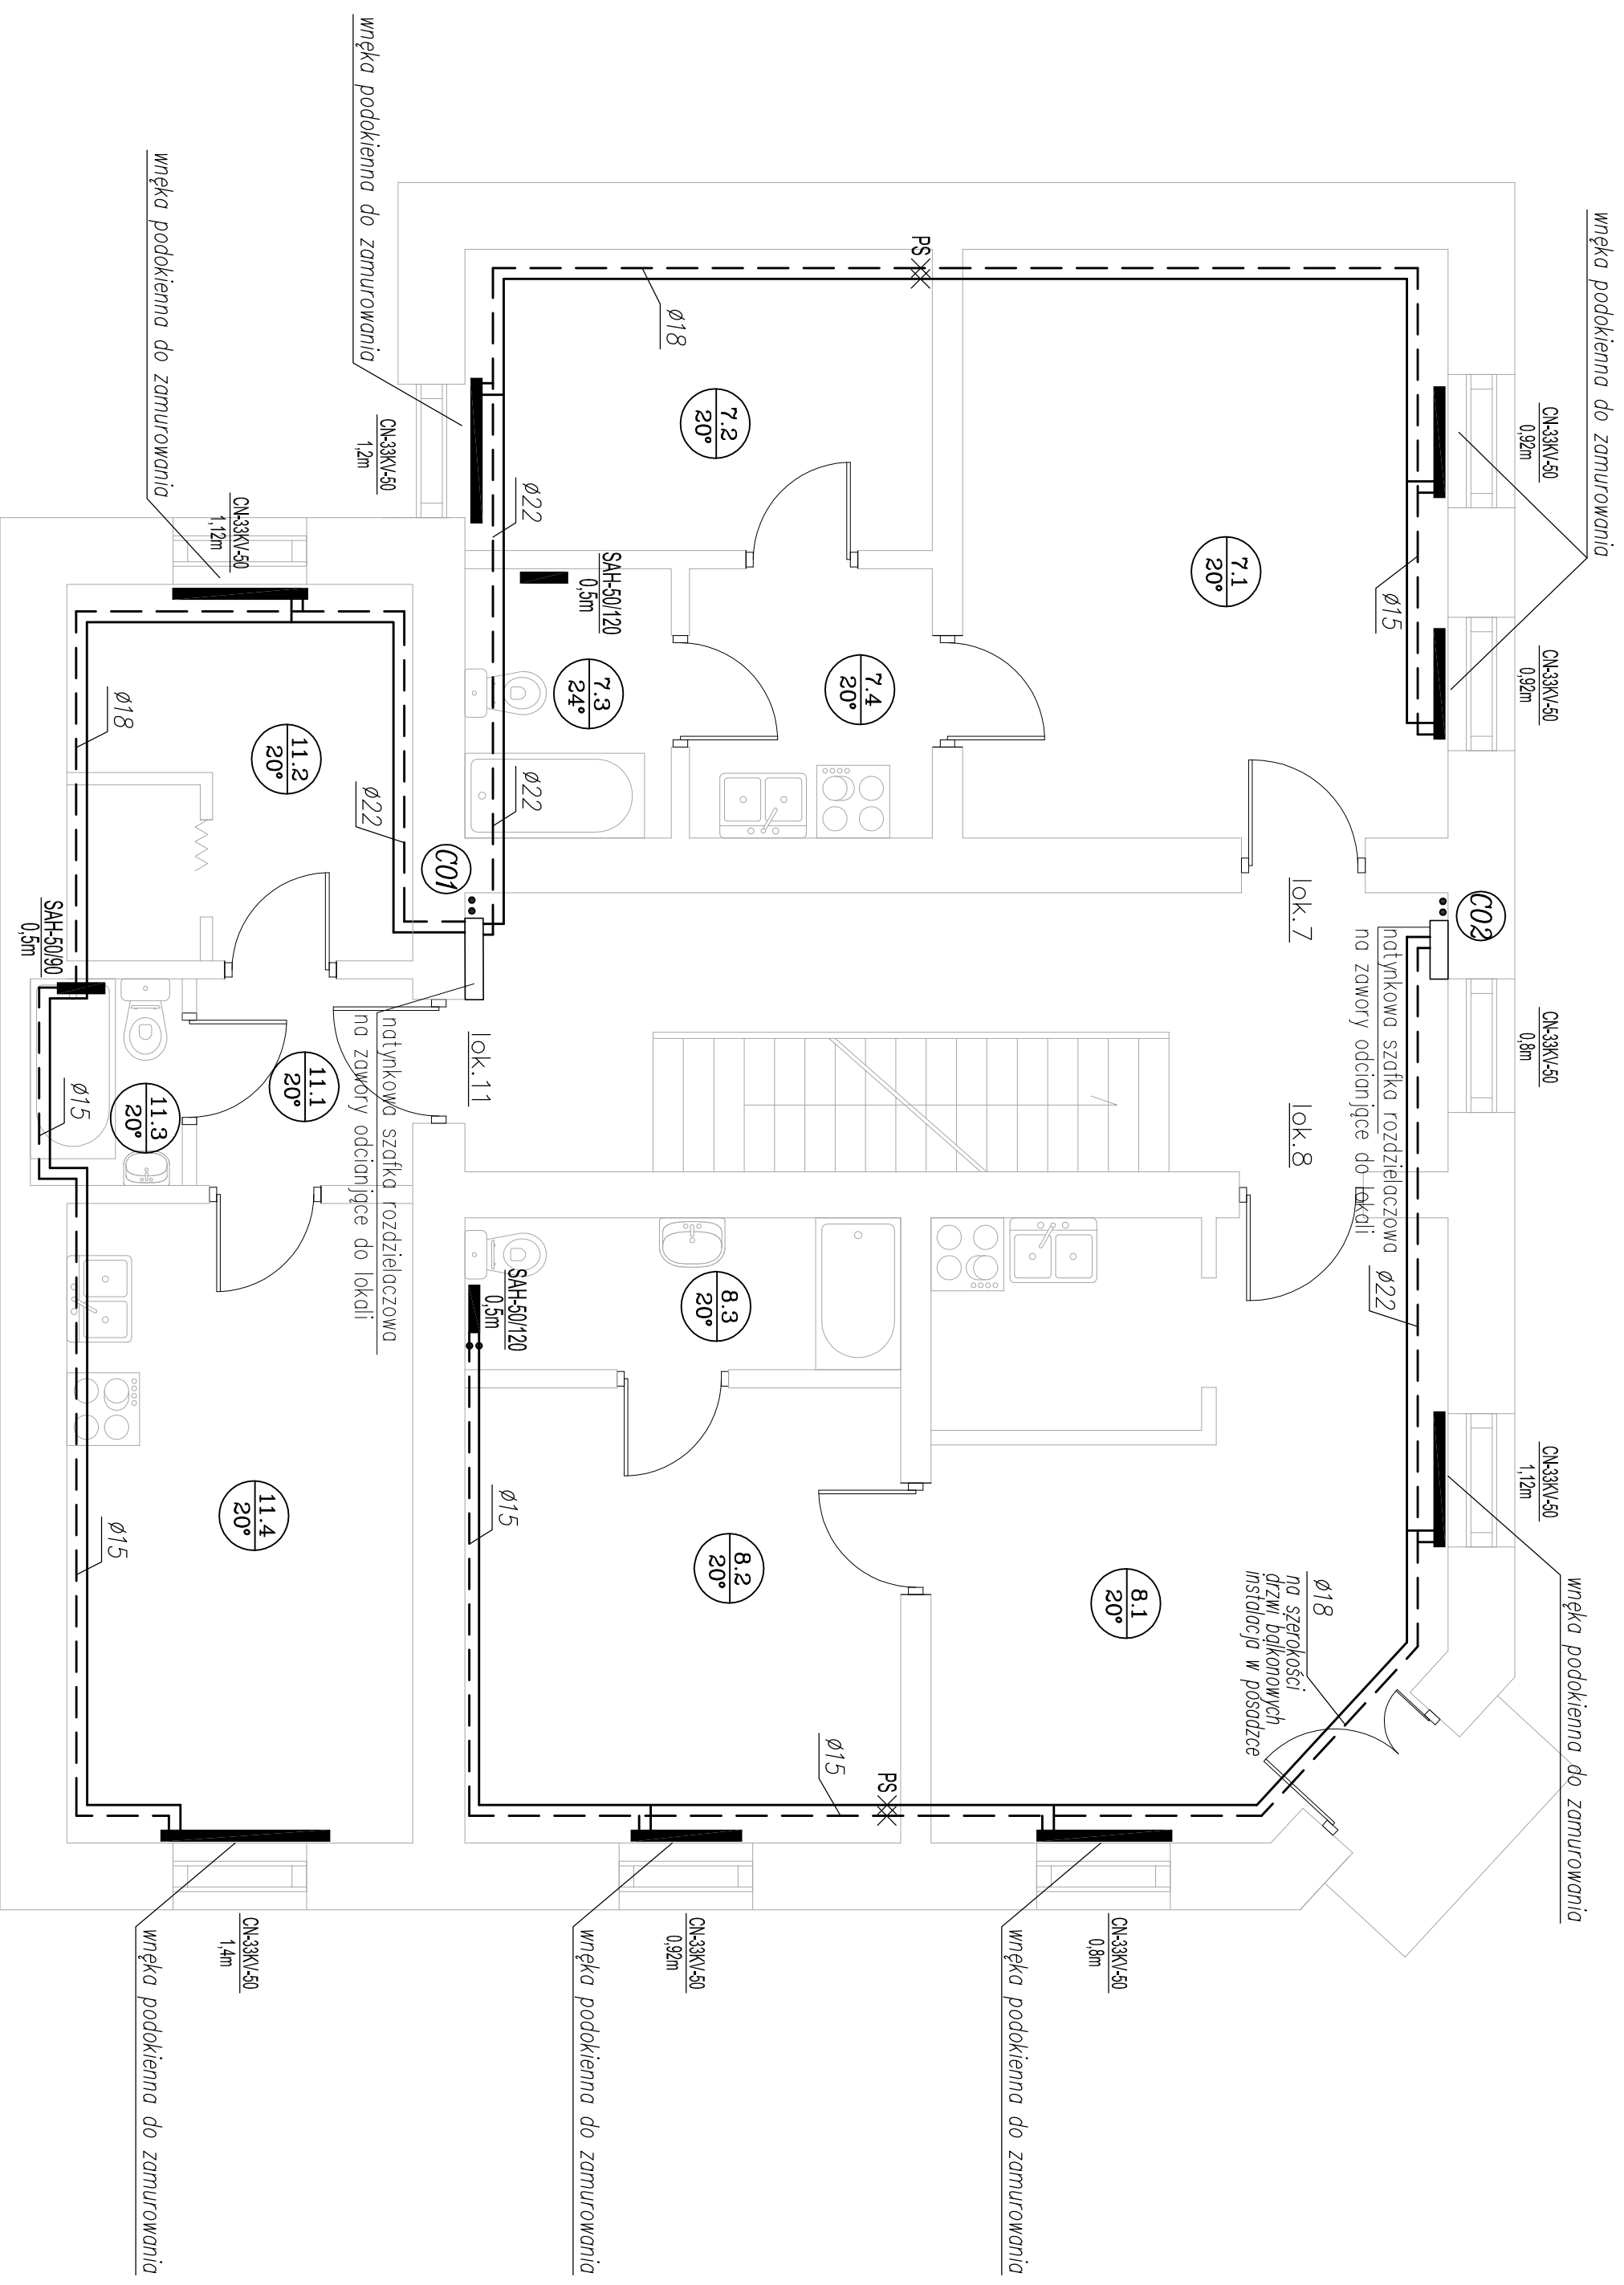 wnęka podokienna do zamurowania
CN-33KV-50
0,92m
CN-33KV-50
0,92m
CO2
CN-33KV-50
0,8m
CN-33KV-50
1,12m
wnęka podokienna do zamurowania
ø15
natynkowa szafka rozdzielaczowa
na zawory odcianjące do lokali
ø22
7.1
20°
lok.7
lok.8
ø18
na szerokości
drzwi balkonowych
instalacja w posadzce
8.1
20°
CN-33KV-50
0,8m
wnęka podokienna do zamurowania
PS
7.4
20°
PS
ø15
7.2
20°
ø18
8.3
20°
8.2
20°
CN-33KV-50
0,92m
wnęka podokienna do zamurowania
SAH-50/120
0,5m
7.3
24°
ø22
ø22
SAH-50/120
0,5m
ø15
lok.11
CO1
wnęka podokienna do zamurowania
CN-33KV-50
1,2m
ø22
natynkowa szafka rozdzielaczowa
na zawory odcianjące do lokali
11.2
20°
11.1
20°
11.4
20°
CN-33KV-50
1,12m
wnęka podokienna do zamurowania
ø18
11.3
20°
ø15
ø15
SAH-50/90
0,5m
CN-33KV-50
1,4m
wnęka podokienna do zamurowania